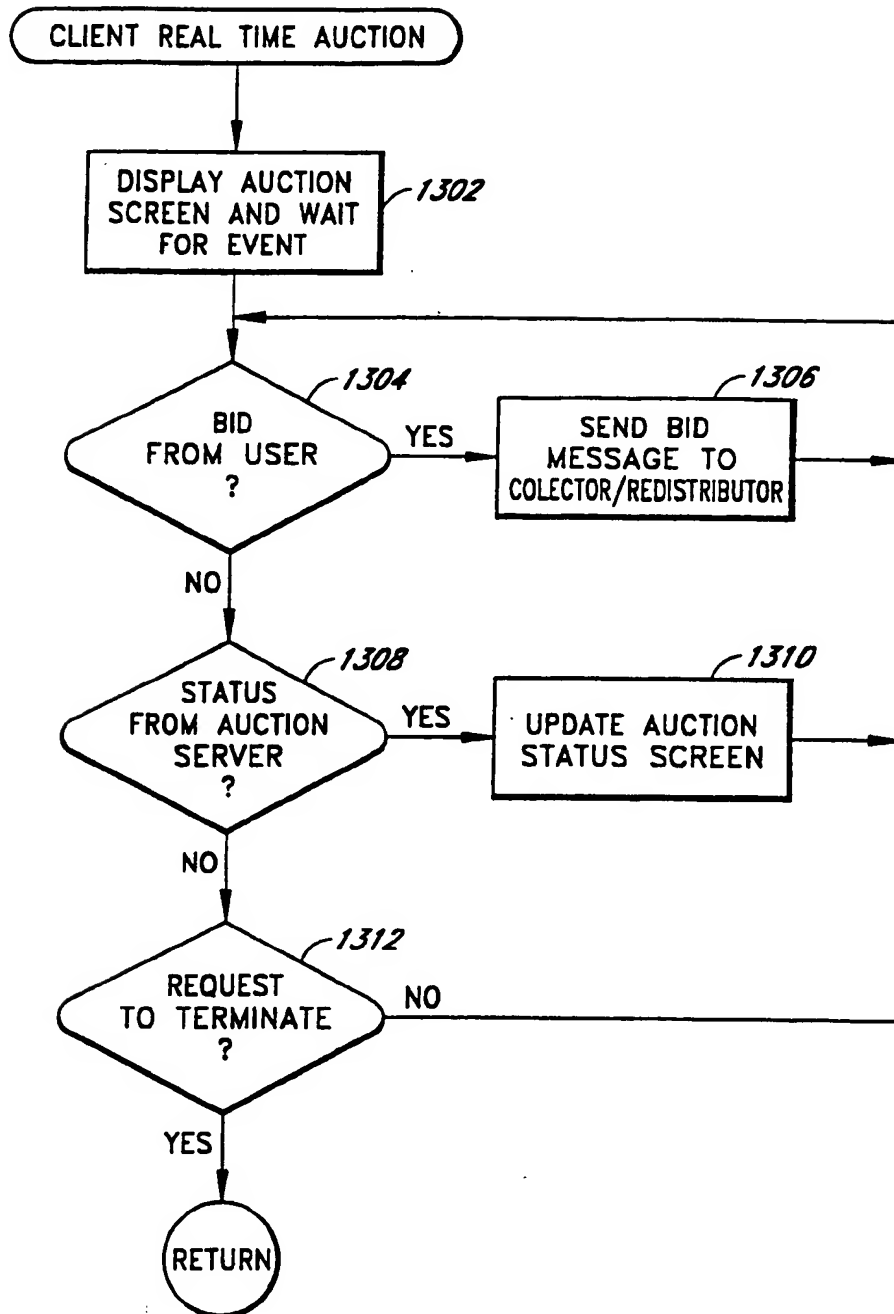 CLIENT REAL TIME AUCTION
DISPLAY AUCTION
SCREEN AND WAIT
FOR EVENT
1302
1304
BID
FROM USER
?
YES
1306
SEND BID
MESSAGE TO
COLECTOR/REDISTRIBUTOR
NO
1308
STATUS
FROM AUCTION
SERVER
?
YES
1310
UPDATE AUCTION
STATUS SCREEN
NO
1312
REQUEST
TO TERMINATE
?
NO
YES
RETURN